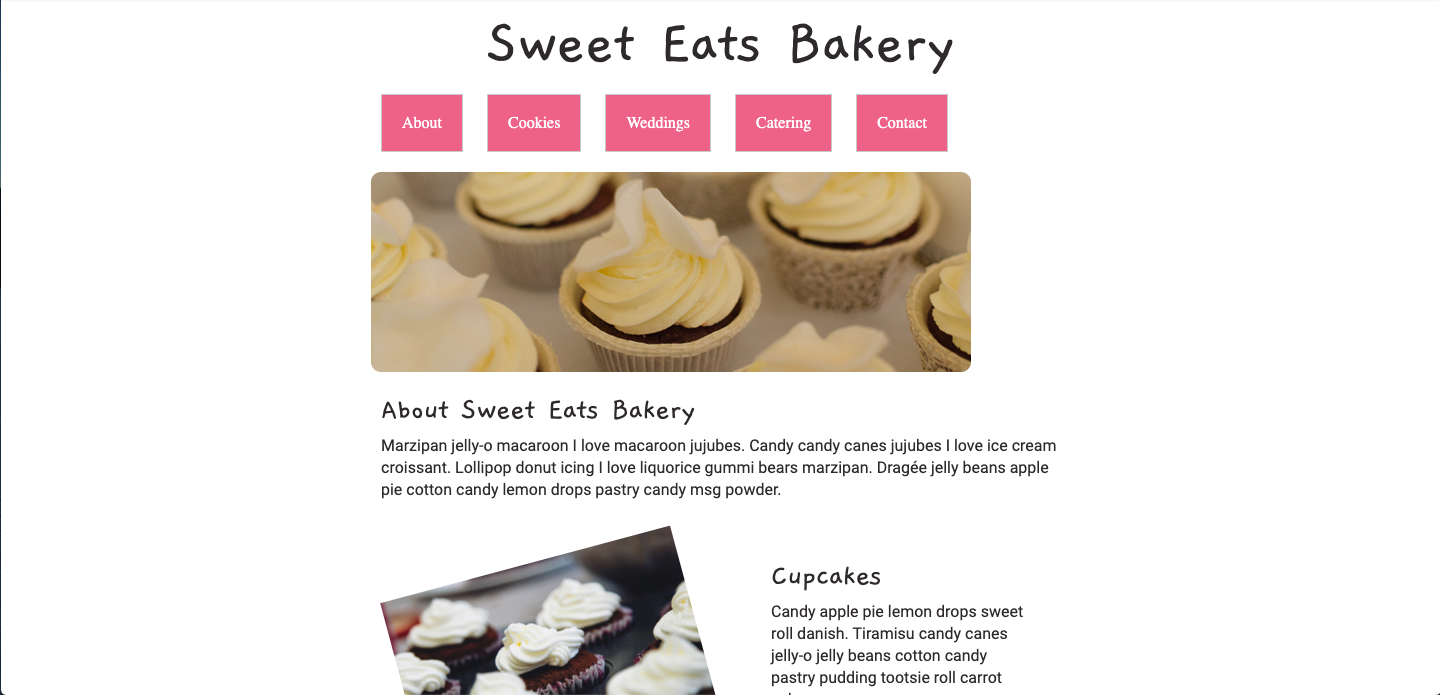 Sweet Eats Bakery
About Cookies Weddings Catering Contact
About Sweet Eats Bakery
Marzipan jelly-o macaroon I love macaroon jujubes. Candy candy canes jujubes I love ice cream
croissant. Lollipop donut icing I love liquorice gummi bears marzipan. Dragée jelly beans apple
pie cotton candy lemon drops pastry candy msg powder.
Cupcakes
Candy apple pie lemon drops sweet
roll danish. Tiramisu candy canes
jelly-o jelly beans cotton candy
pastry pudding tootsie roll carrot